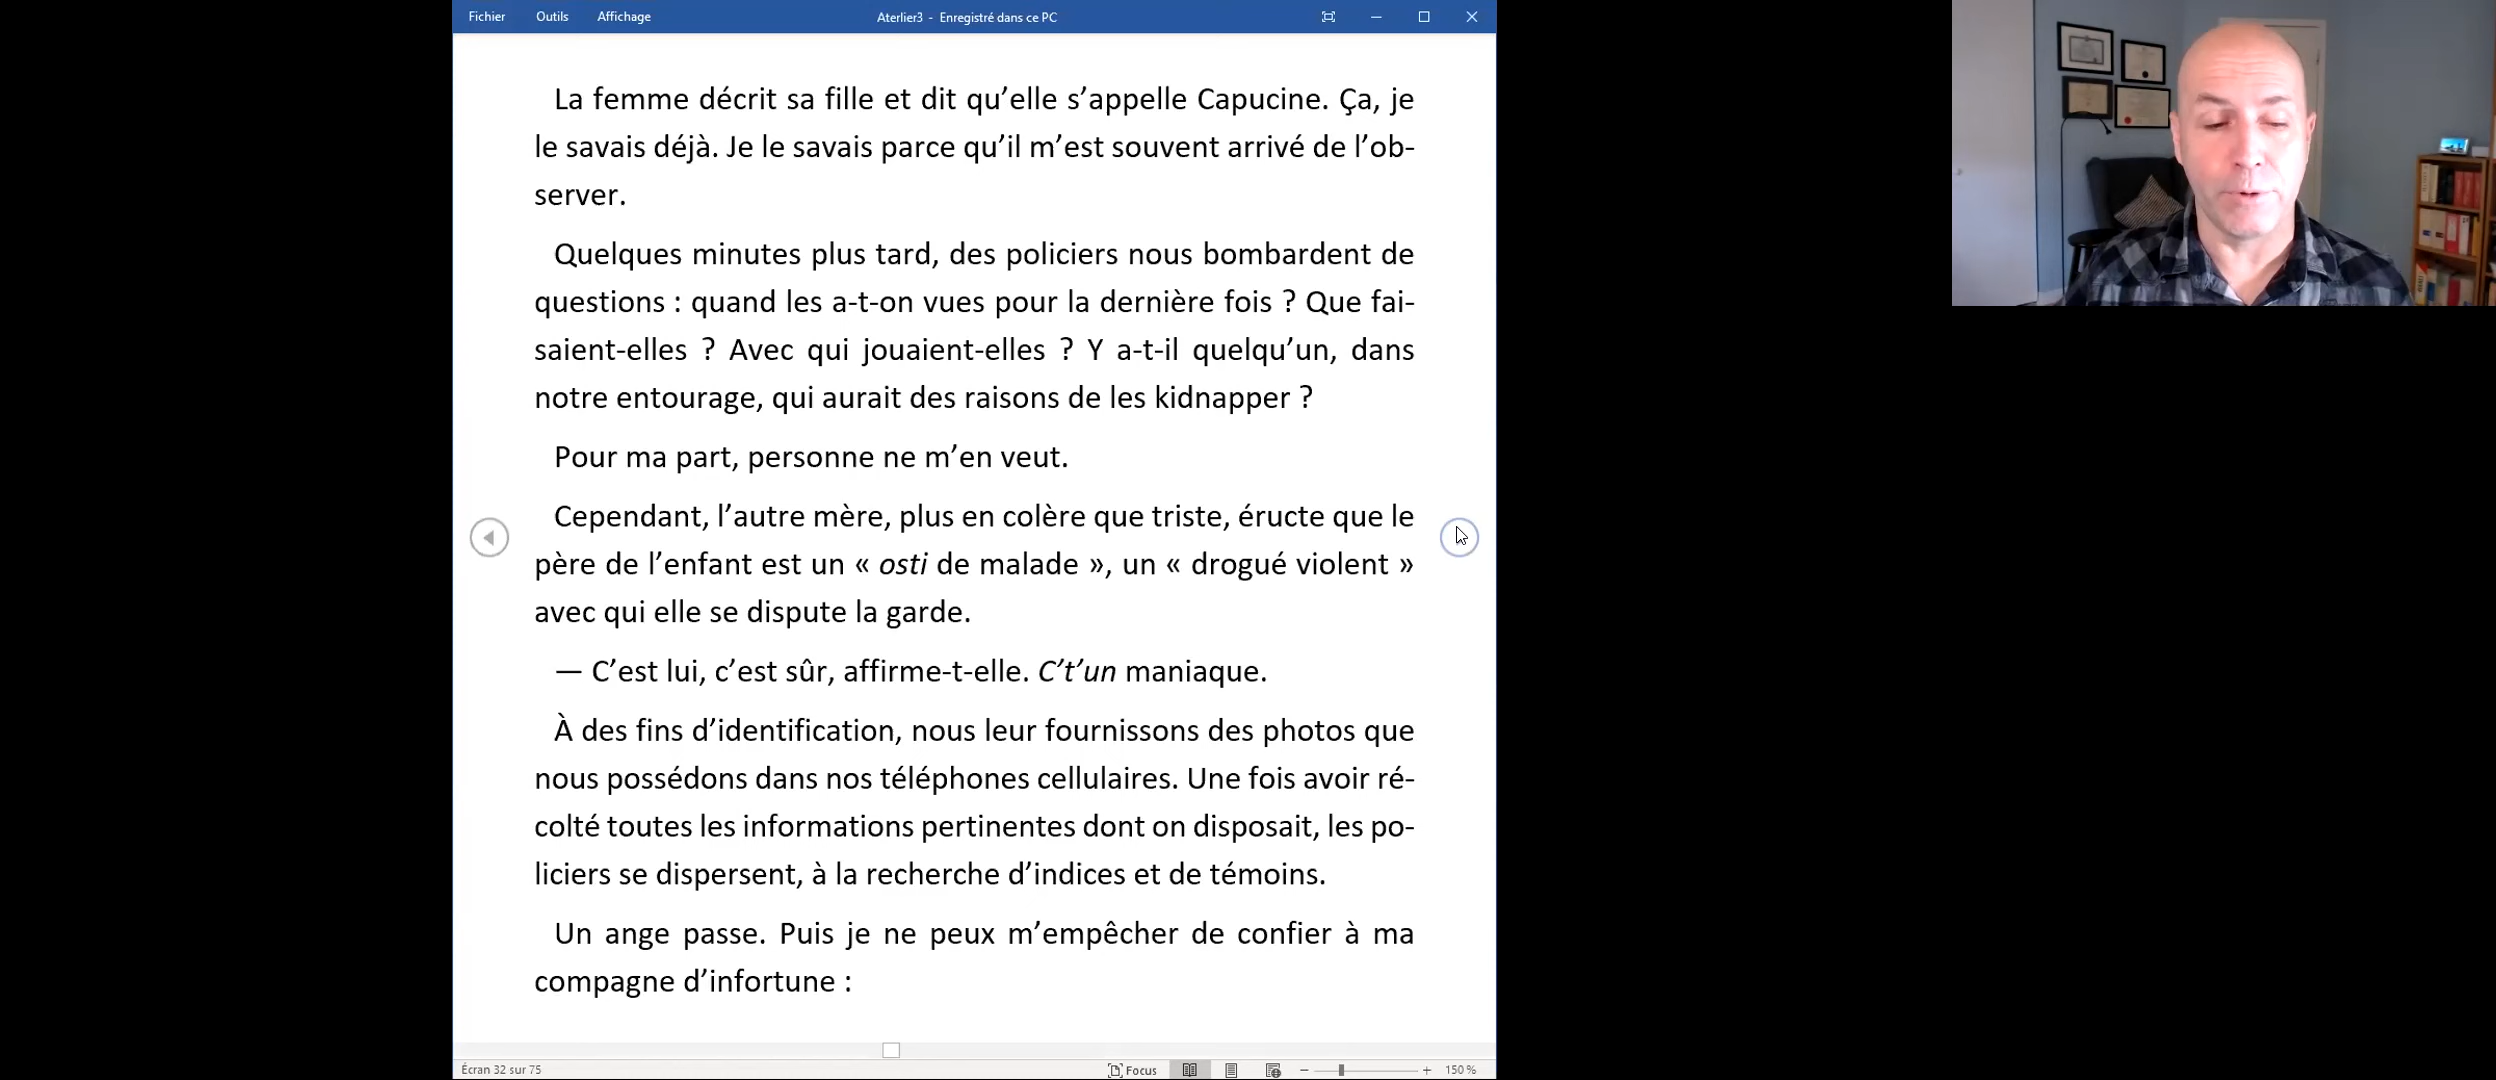 Fichier Outils Affichage Aterlier3 - Enregistré dans ce PC
La femme décrit sa fille et dit qu’elle s’appelle Capucine. Ça, je
le savais déjà. Je le savais parce qu’il m’est souvent arrivé de l’ob-
server.
Quelques minutes plus tard, des policiers nous bombardent de
questions : quand les a-t-on vues pour la dernière fois ? Que fai-
saient-elles ? Avec qui jouaient-elles ? Y a-t-il quelqu’un, dans
notre entourage, qui aurait des raisons de les kidnapper ?
Pour ma part, personne ne m’en veut.
Cependant, l’autre mère, plus en colère que triste, éructe que le
père de l’enfant est un « osti de malade », un « drogué violent »
avec qui elle se dispute la garde.
— C’est lui, c’est sûr, affirme-t-elle. C’t’un maniaque.
À des fins d’identification, nous leur fournissons des photos que
nous possédons dans nos téléphones cellulaires. Une fois avoir ré-
colté toutes les informations pertinentes dont on disposait, les po-
liciers se dispersent, à la recherche d’indices et de témoins.
Un ange passe. Puis je ne peux m’empêcher de confier à ma
compagne d’infortune :
Écran 32 sur 75 Focus 150 %